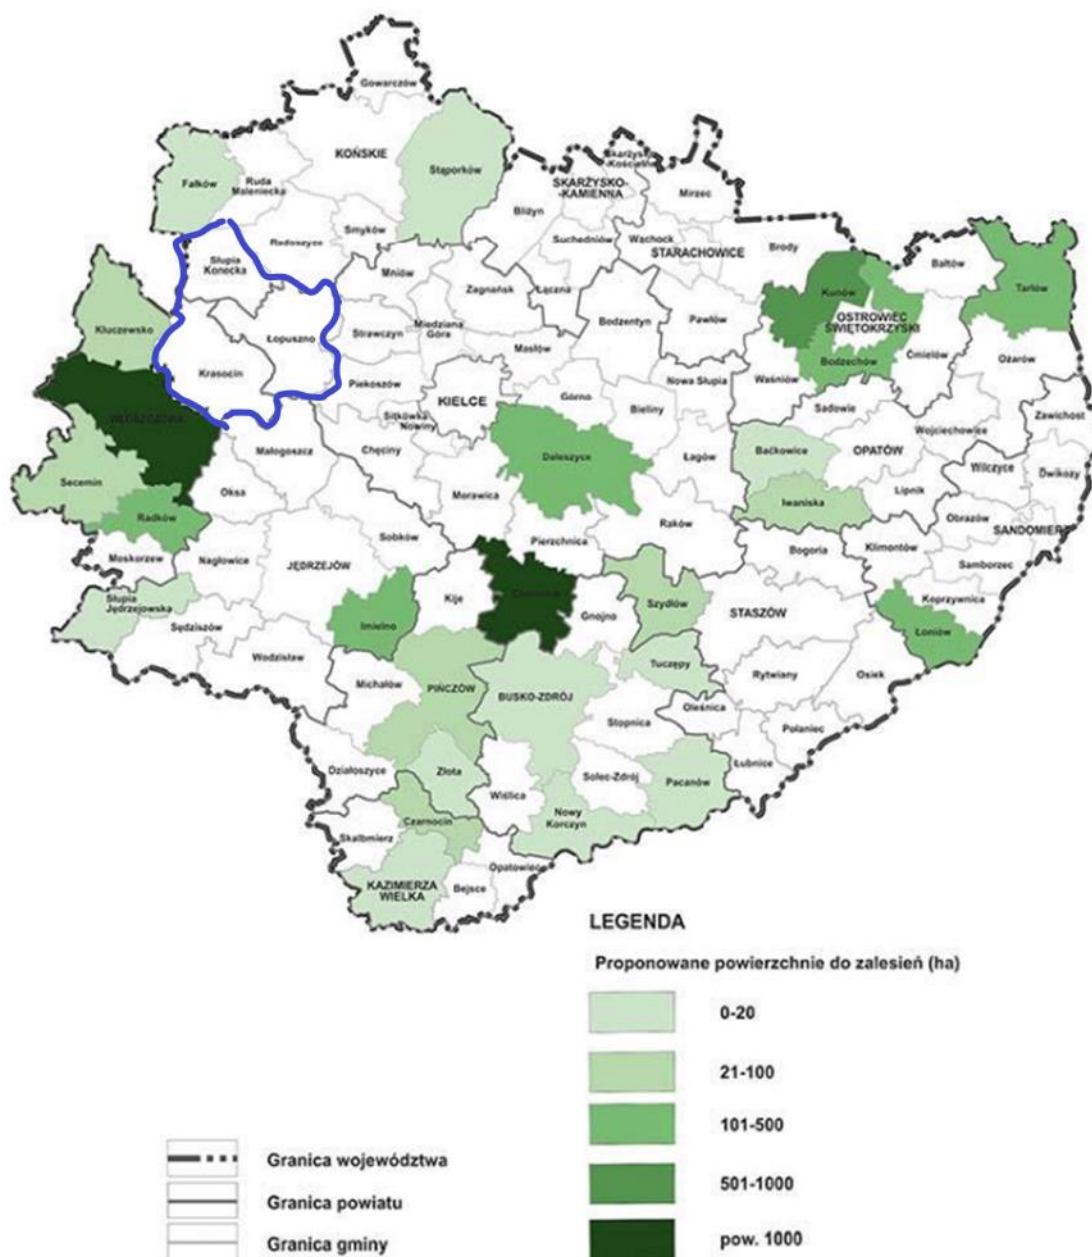 Gowarczów
KOŃSKIE
Stąporków
Fałków
Ruda
Maleniecka
Skarżysko
-Kościelne
SKARŻYSKO-
-KAMIENNA
Mirzec
Bliżyn
Radoszyce
Smyków
Suchedniów
Wąchock
STARACHOWICE
Brody
Słupia
Konecka
Mniów
Zagnańsk
Łączna
Bałtów
Tarłów
Kunów
Kluczewsko
Łopuszno
Strawczyn
Miedziana
Góra
Masłów
Bodzentyn
Pawłów
OSTROWIEC
ŚWIĘTOKRZYSKI
Bodzechów
Ćmielów
Ożarów
Krasocin
Piekoszów
KIELCE
Górno
Nowa Słupia
Waśniów
Sadowie
Zawichost
WŁOSZCZOWA
Sitkówka
Nowiny
Bieliny
Wojciechowice
Małogoszcz
Chęciny
Daleszyce
Łagów
Baćkowice
OPATÓW
Wilczyce
Dwikozy
Secemin
Oksa
Morawica
Iwaniska
Lipnik
Radków
Raków
Obrazów
SANDOMIERZ
Moskorzew
Nagłowice
JĘDRZEJÓW
Sobków
Pierzchnica
Bogoria
Klimontów
Samborzec
Słupia
Jędrzejowska
Kije
Gnojno
Szydłów
STASZÓW
Koprzywnica
Sędziszów
Imielno
Łoniów
Wodzisław
Michałów
PIŃCZÓW
BUSKO-ZDRÓJ
Tuczępy
Rytwiany
Osiek
Stopnica
Oleśnica
Połaniec
Działoszyce
Złota
Wiślica
Solec-Zdrój
Pacanów
Łubnice
Czarnocin
Nowy
Korczyn
Skalbmierz
KAZIMIERZA
WIELKA
Bejsce
Opatowiec
LEGENDA
Proponowane powierzchnie do zalesień (ha)
0-20
21-100
101-500
501-1000
pow. 1000
Granica województwa
Granica powiatu
Granica gminy